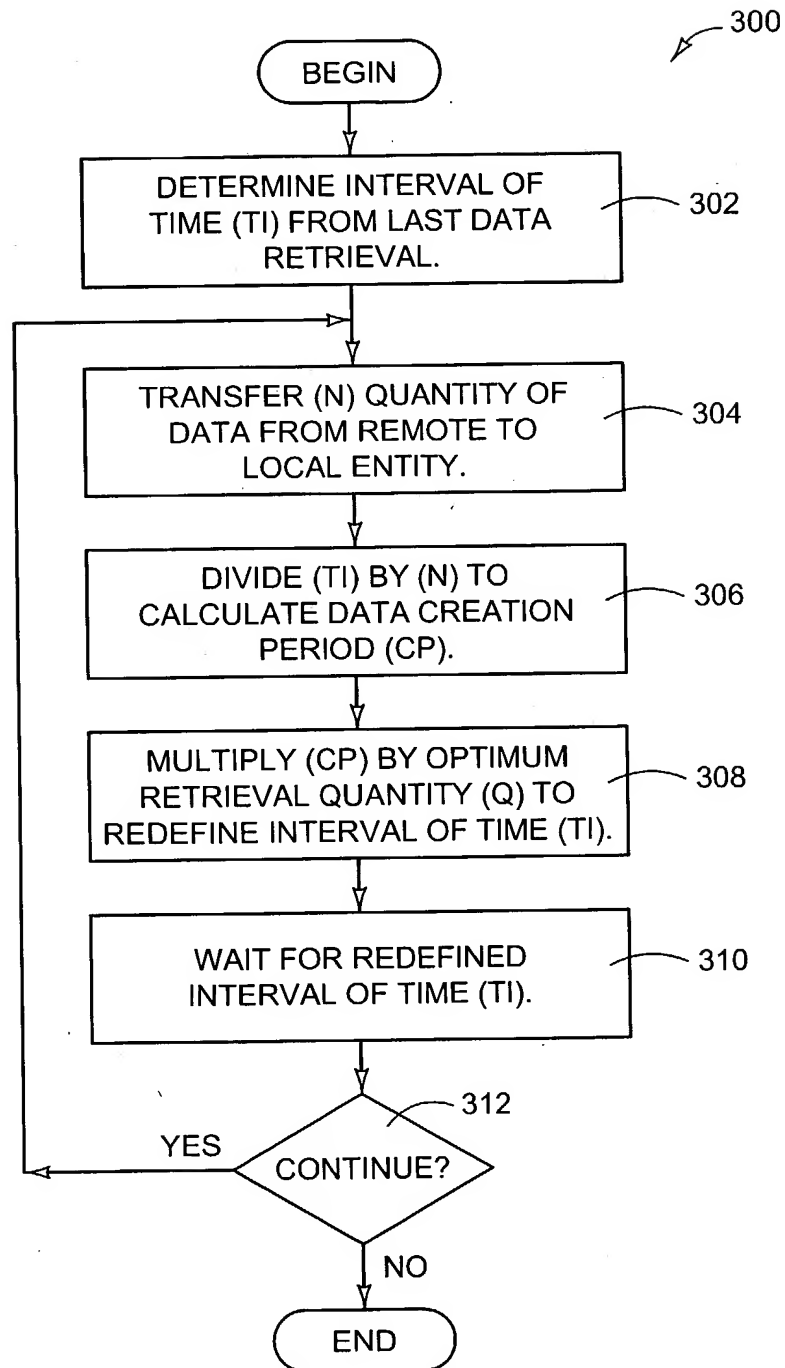 300
BEGIN
DETERMINE INTERVAL OF
TIME (TI) FROM LAST DATA
RETRIEVAL.
302
TRANSFER (N) QUANTITY OF
DATA FROM REMOTE TO
LOCAL ENTITY.
304
DIVIDE (TI) BY (N) TO
CALCULATE DATA CREATION
PERIOD (CP).
306
MULTIPLY (CP) BY OPTIMUM
RETRIEVAL QUANTITY (Q) TO
REDEFINE INTERVAL OF TIME (TI).
308
WAIT FOR REDEFINED
INTERVAL OF TIME (TI).
310
312
YES
CONTINUE?
NO
END